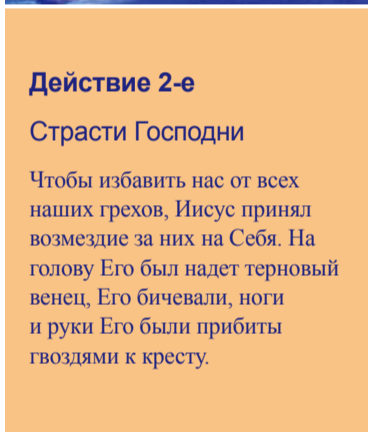 Действие 2-е
Страсти Господни
Чтобы избавить нас от всех
наших грехов, Иисус принял
возмездие за них на Себя. На
голову Его был надет терновый
венец, Его бичевали, ноги
и руки Его были прибиты
гвоздями к кресту.